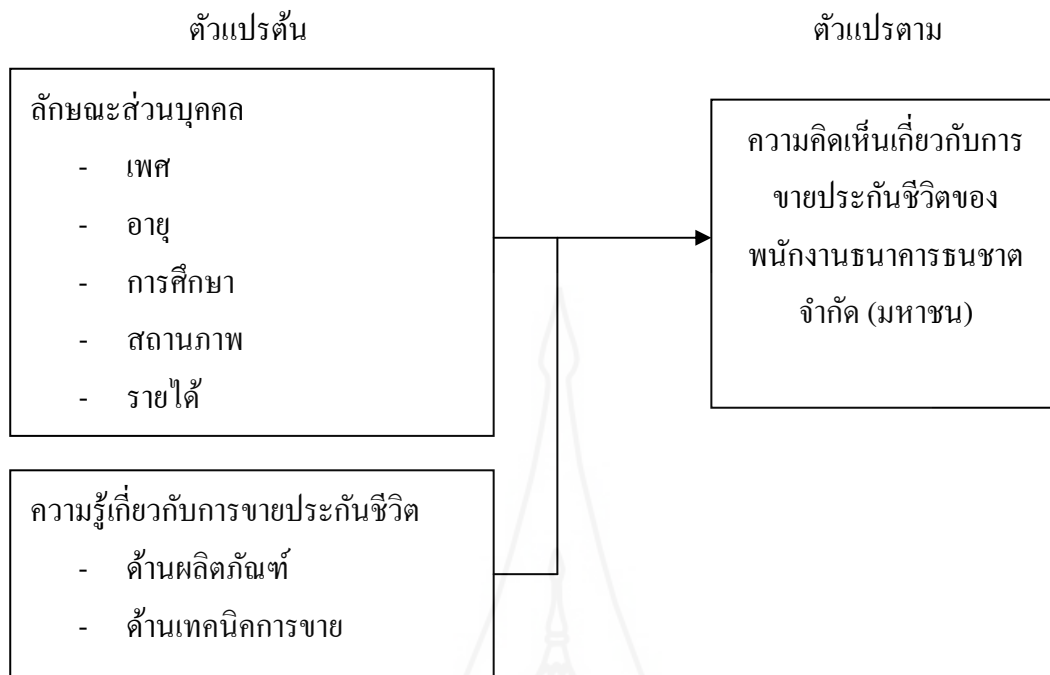 ตัวแปรต้น
ตัวแปรตาม
ลักษณะส่วนบุคคล
- เพศ
- อายุ
- การศึกษา
- สถานภาพ
- รายได้
ความรู้เกี่ยวกับการขายประกันชีวิต
- ด้านผลิตภัณฑ์
- ด้านเทคนิคการขาย
ความคิดเห็นเกี่ยวกับการ
ขายประกันชีวิตของ
พนักงานธนาคารธนชาต
จำกัด (มหาชน)